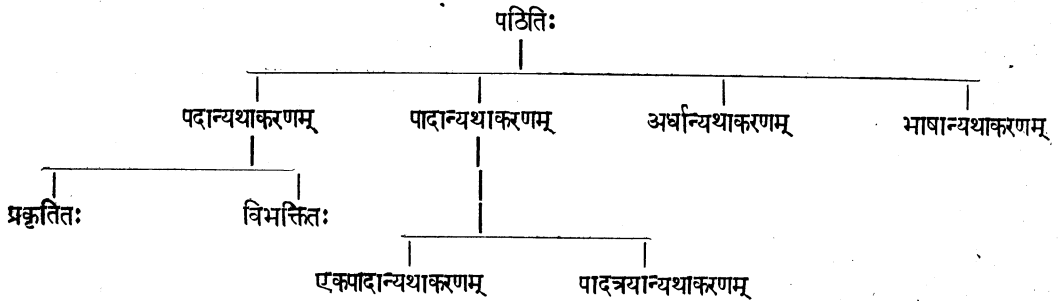 पठितिः
पदान्यथाकरणम् पादान्यथाकरणम् अर्धान्यथाकरणम् भाषान्यथाकरणम्
प्रकृतितः विभक्तितः
एकपादान्यथाकरणम् पादत्रयान्यथाकरणम्